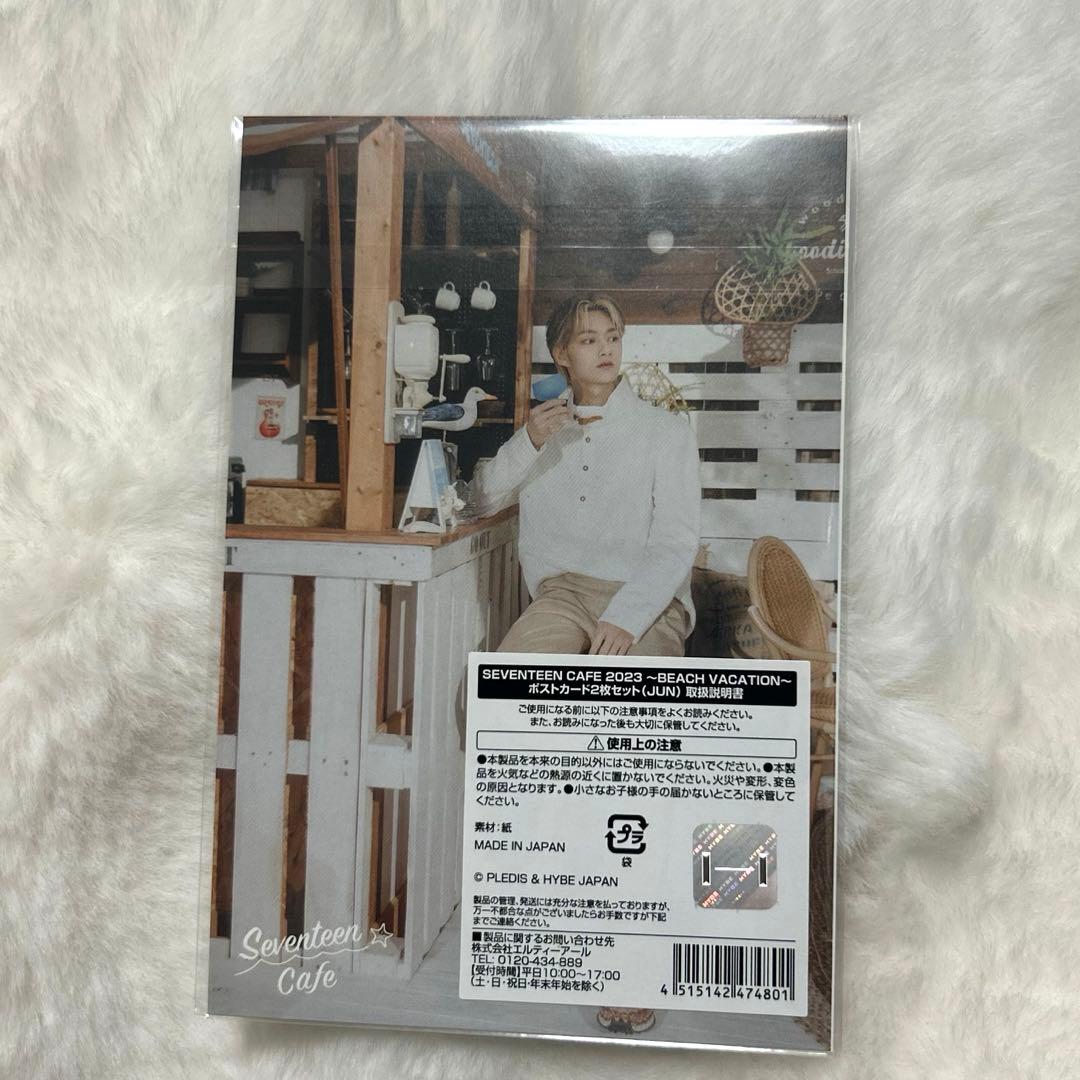 SEVENTEEN CAFE 2023 ～BEACH VACATION～
ポストカード2枚セット(JUN) 取扱説明書
ご使用になる前に以下の注意事項をよくお読みください。
また、お読みになった後も大切に保管してください。
⚠使用上の注意
●本製品を本来の目的以外にはご使用にならないでください。●本製
品を火気などの熱源の近くに置かないでください。火災や変形、変色
の原因となります。●小さなお子様の手の届かないところに保管して
ください。
素材：紙
MADE IN JAPAN
プラ
袋
© PLEDIS & HYBE JAPAN
HYBE HYBE
製品の管理、発送には充分な注意を払っておりますが、
万一不都合な点がございましたらお手数ですが下記
までご連絡ください。
■製品に関するお問い合わせ先
株式会社エルティーアール
TEL: 0120-434-889
【受付時間】平日10:00～17:00
(土・日・祝日・年末年始を除く)
4 515142 474801
Seventeen
Cafe